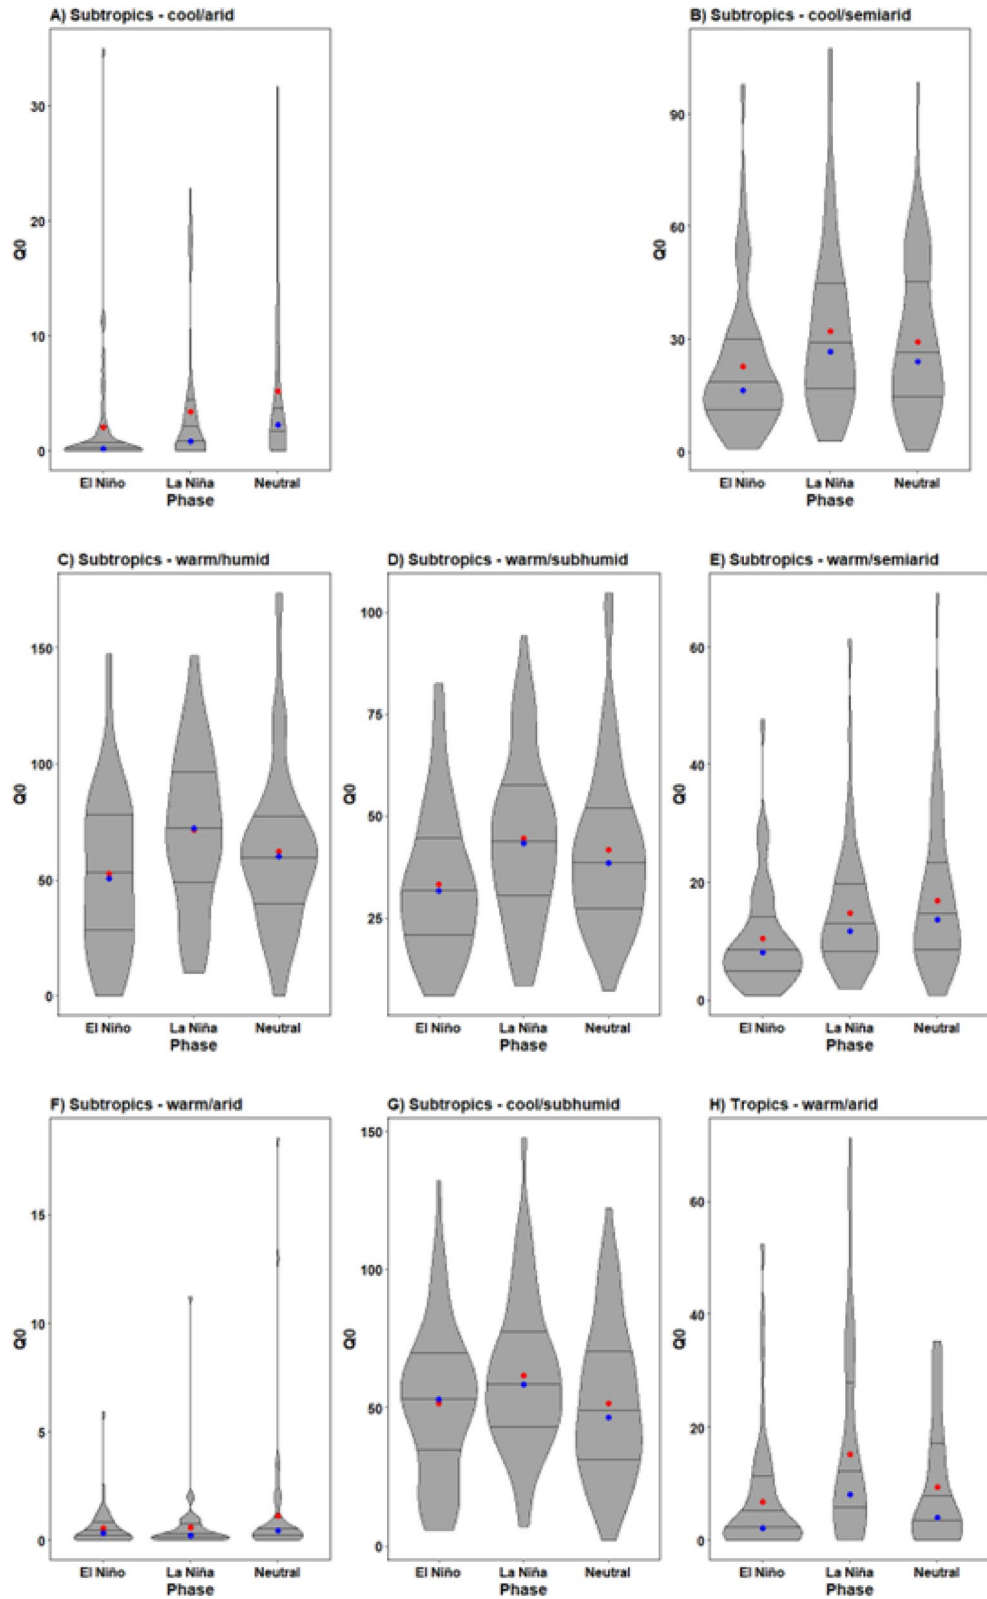 A) Subtropics - cool/arid
30
20
10
0
Q0
El Niño La Niña Neutral
Phase
B) Subtropics - cool/semiarid
90
60
30
0
Q0
El Niño La Niña Neutral
Phase
C) Subtropics - warm/humid
150
100
50
0
Q0
El Niño La Niña Neutral
Phase
D) Subtropics - warm/subhumid
100
75
50
25
Q0
El Niño La Niña Neutral
Phase
E) Subtropics - warm/semiarid
60
40
20
0
Q0
El Niño La Niña Neutral
Phase
F) Subtropics - warm/arid
15
10
5
0
Q0
El Niño La Niña Neutral
Phase
G) Subtropics - cool/subhumid
150
100
50
0
Q0
El Niño La Niña Neutral
Phase
H) Tropics - warm/arid
60
40
20
0
Q0
El Niño La Niña Neutral
Phase